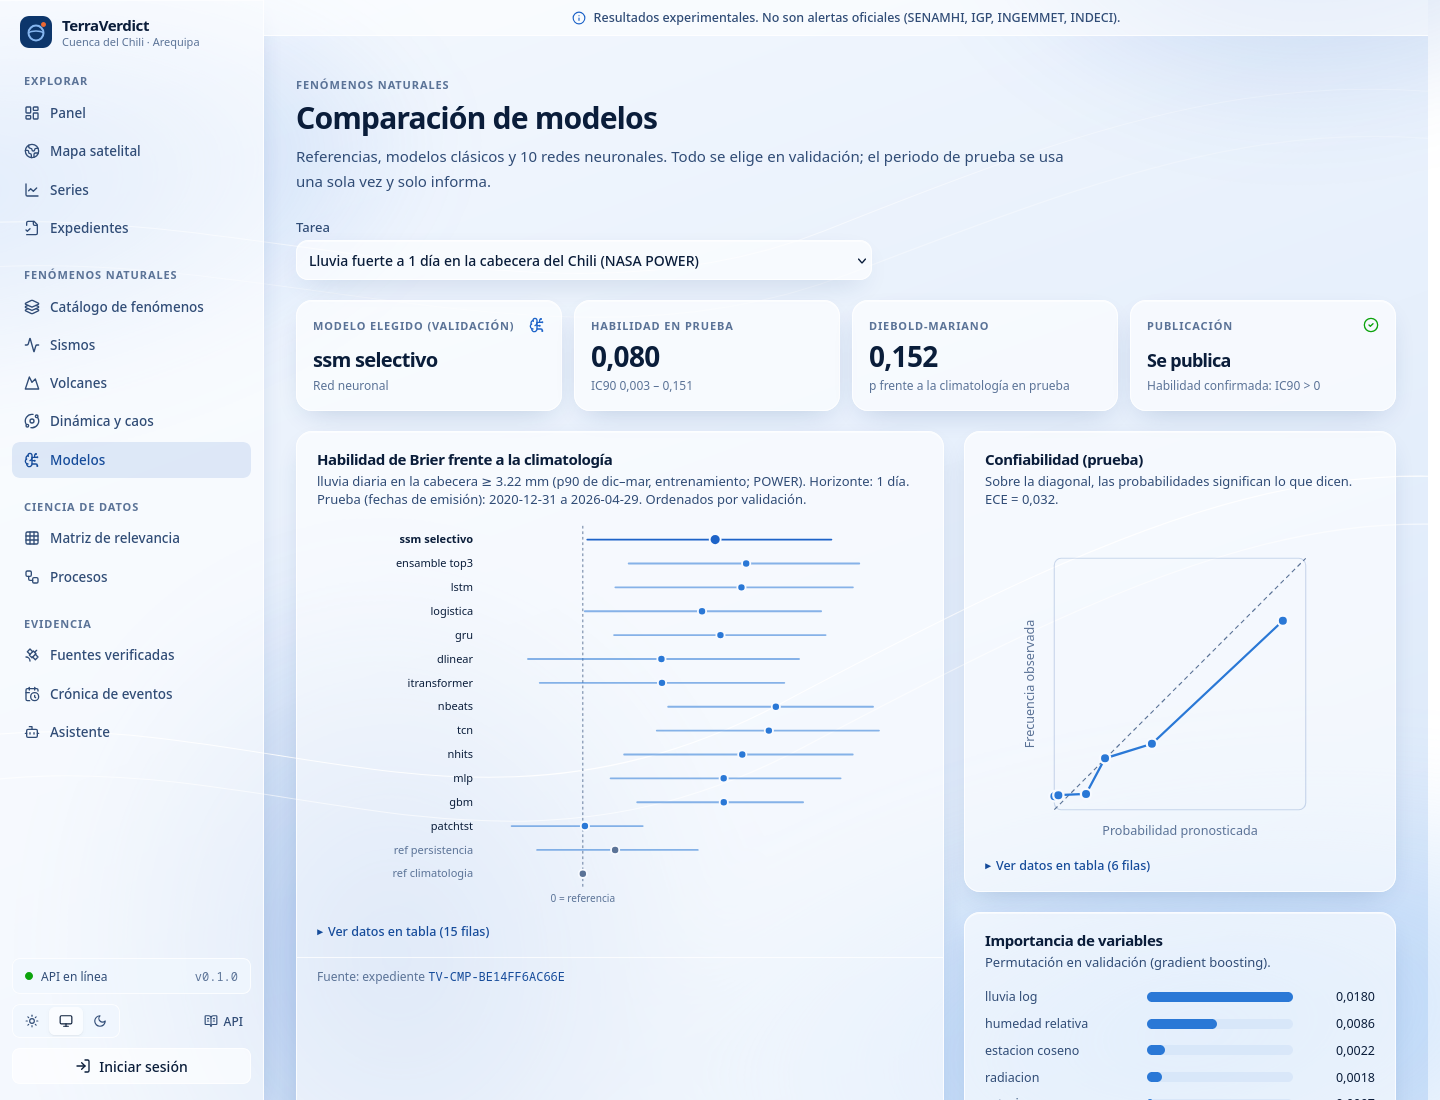 TerraVerdict
Cuenca del Chili · Arequipa
EXPLORAR
Panel
Mapa satelital
Series
Expedientes
FENÓMENOS NATURALES
Catálogo de fenómenos
Sismos
Volcanes
Dinámica y caos
Modelos
CIENCIA DE DATOS
Matriz de relevancia
Procesos
EVIDENCIA
Fuentes verificadas
Crónica de eventos
Asistente
API en línea v0.1.0
API
Iniciar sesión
Resultados experimentales. No son alertas oficiales (SENAMHI, IGP, INGEMMET, INDECI).
FENÓMENOS NATURALES
Comparación de modelos
Referencias, modelos clásicos y 10 redes neuronales. Todo se elige en validación; el periodo de prueba se usa
una sola vez y solo informa.
Tarea
Lluvia fuerte a 1 día en la cabecera del Chili (NASA POWER)
MODELO ELEGIDO (VALIDACIÓN)
ssm selectivo
Red neuronal
HABILIDAD EN PRUEBA
0,080
IC90 0,003 – 0,151
DIEBOLD-MARIANO
0,152
p frente a la climatología en prueba
PUBLICACIÓN
Se publica
Habilidad confirmada: IC90 > 0
Habilidad de Brier frente a la climatología
lluvia diaria en la cabecera ≥ 3.22 mm (p90 de dic–mar, entrenamiento; POWER). Horizonte: 1 día.
Prueba (fechas de emisión): 2020-12-31 a 2026-04-29. Ordenados por validación.
ssm selectivo
ensamble top3
lstm
logistica
gru
dlinear
itransformer
nbeats
tcn
nhits
mlp
gbm
patchtst
ref persistencia
ref climatologia
0 = referencia
▸ Ver datos en tabla (15 filas)
Fuente: expediente TV-CMP-BE14FF6AC66E
Confiabilidad (prueba)
Sobre la diagonal, las probabilidades significan lo que dicen.
ECE = 0,032.
Frecuencia observada
Probabilidad pronosticada
▸ Ver datos en tabla (6 filas)
Importancia de variables
Permutación en validación (gradient boosting).
lluvia log 0,0180
humedad relativa 0,0086
estacion coseno 0,0022
radiacion 0,0018